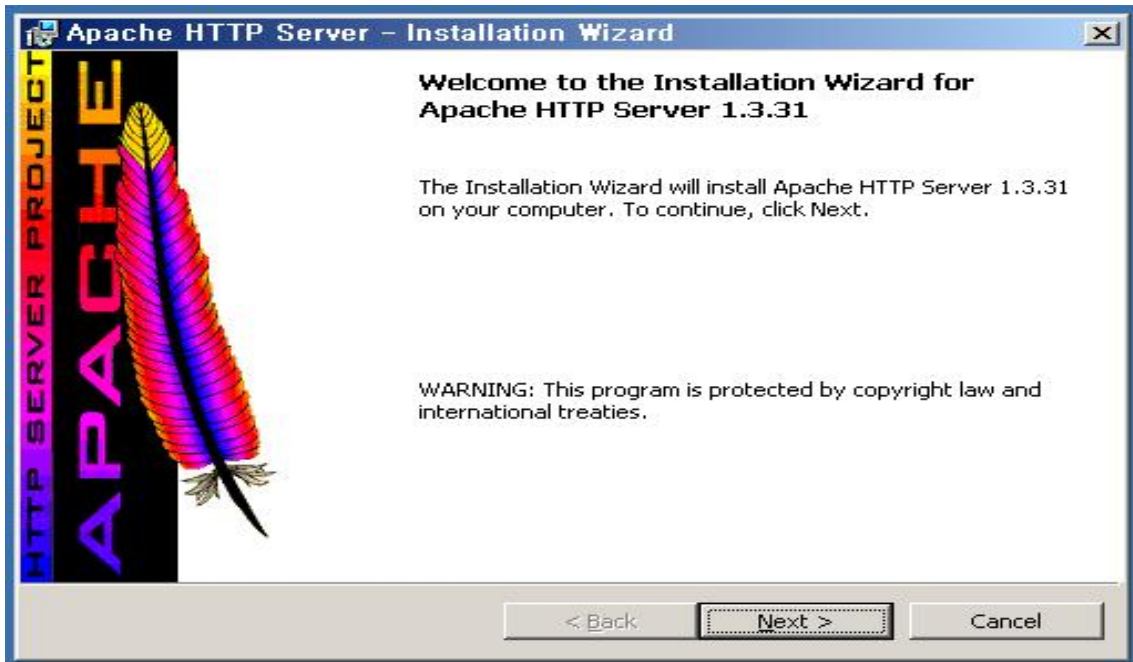 Apache HTTP Server – Installation Wizard
HTTP SERVER PROJECT
APACHE
Welcome to the Installation Wizard for
Apache HTTP Server 1.3.31
The Installation Wizard will install Apache HTTP Server 1.3.31
on your computer. To continue, click Next.
WARNING: This program is protected by copyright law and
international treaties.
< Back
Next >
Cancel